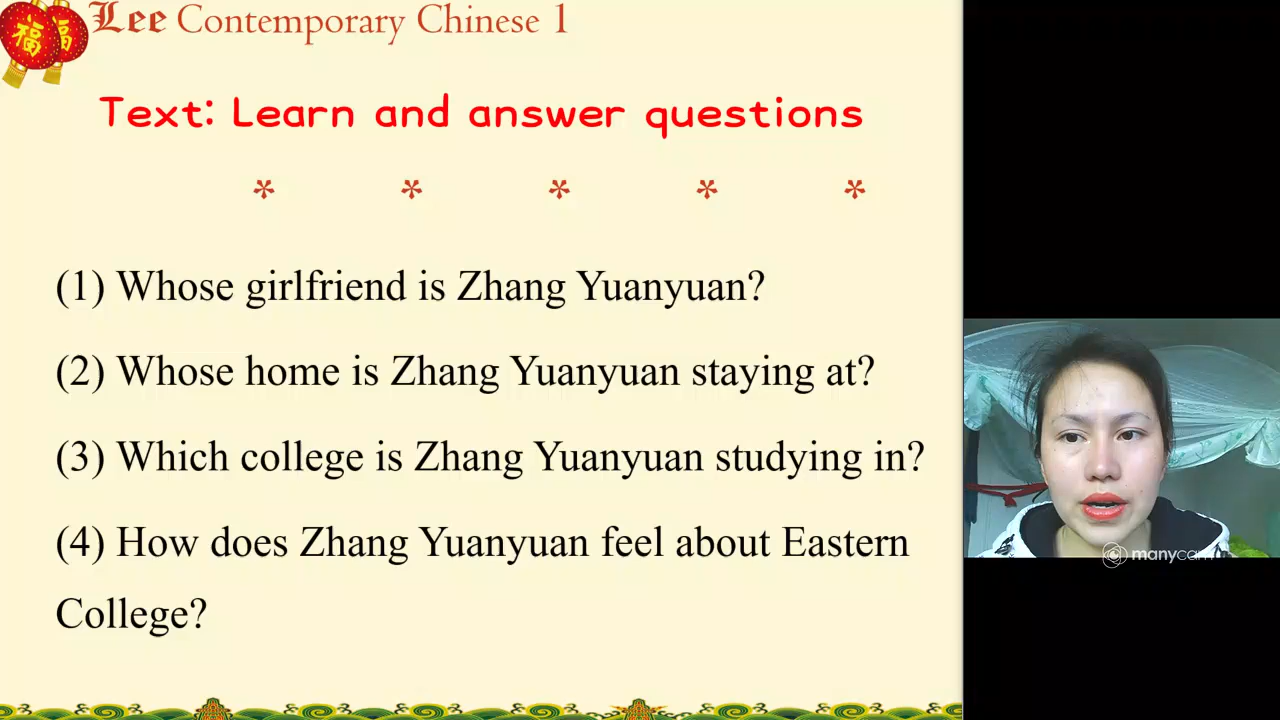 福 福
Lee Contemporary Chinese 1
Text: Learn and answer questions
* * * * *
(1) Whose girlfriend is Zhang Yuanyuan?
(2) Whose home is Zhang Yuanyuan staying at?
(3) Which college is Zhang Yuanyuan studying in?
(4) How does Zhang Yuanyuan feel about Eastern
College?
manycam